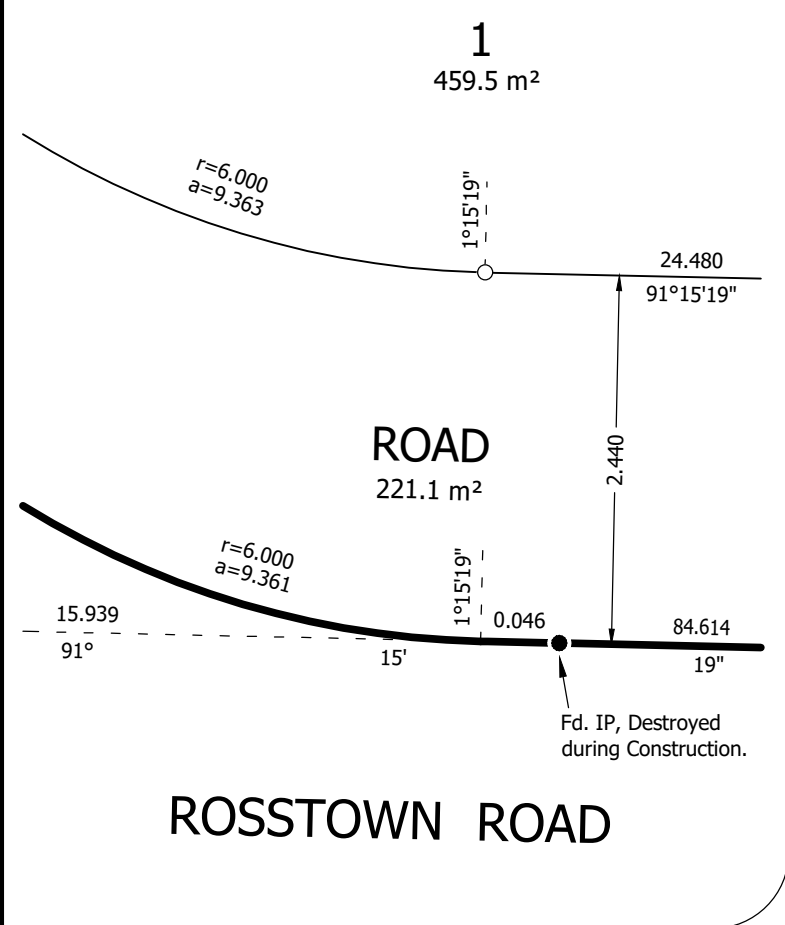 1
459.5 m²
r=6.000
a=9.363
1°15'19"
24.480
91°15'19"
ROAD
221.1 m²
2.440
r=6.000
a=9.361
1°15'19"
15.939
0.046
84.614
91°
15'
19"
Fd. IP, Destroyed
during Construction.
ROSSTOWN ROAD